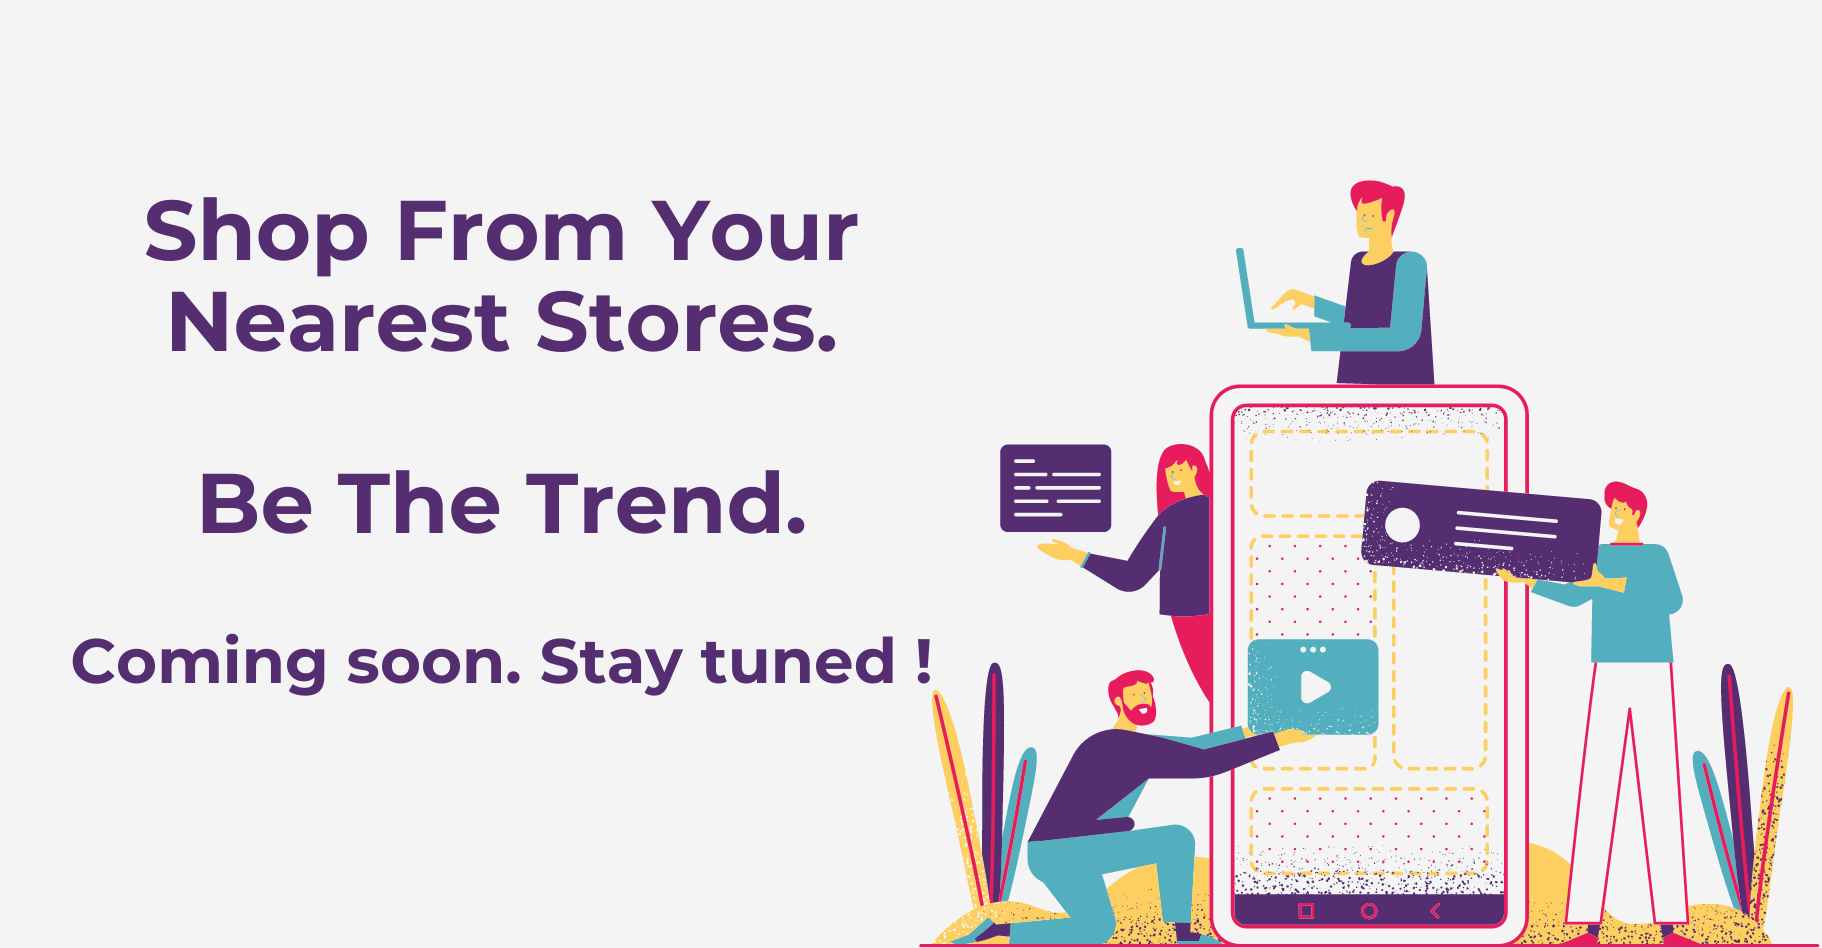 Shop From Your
Nearest Stores.
Be The Trend.
Coming soon. Stay tuned !